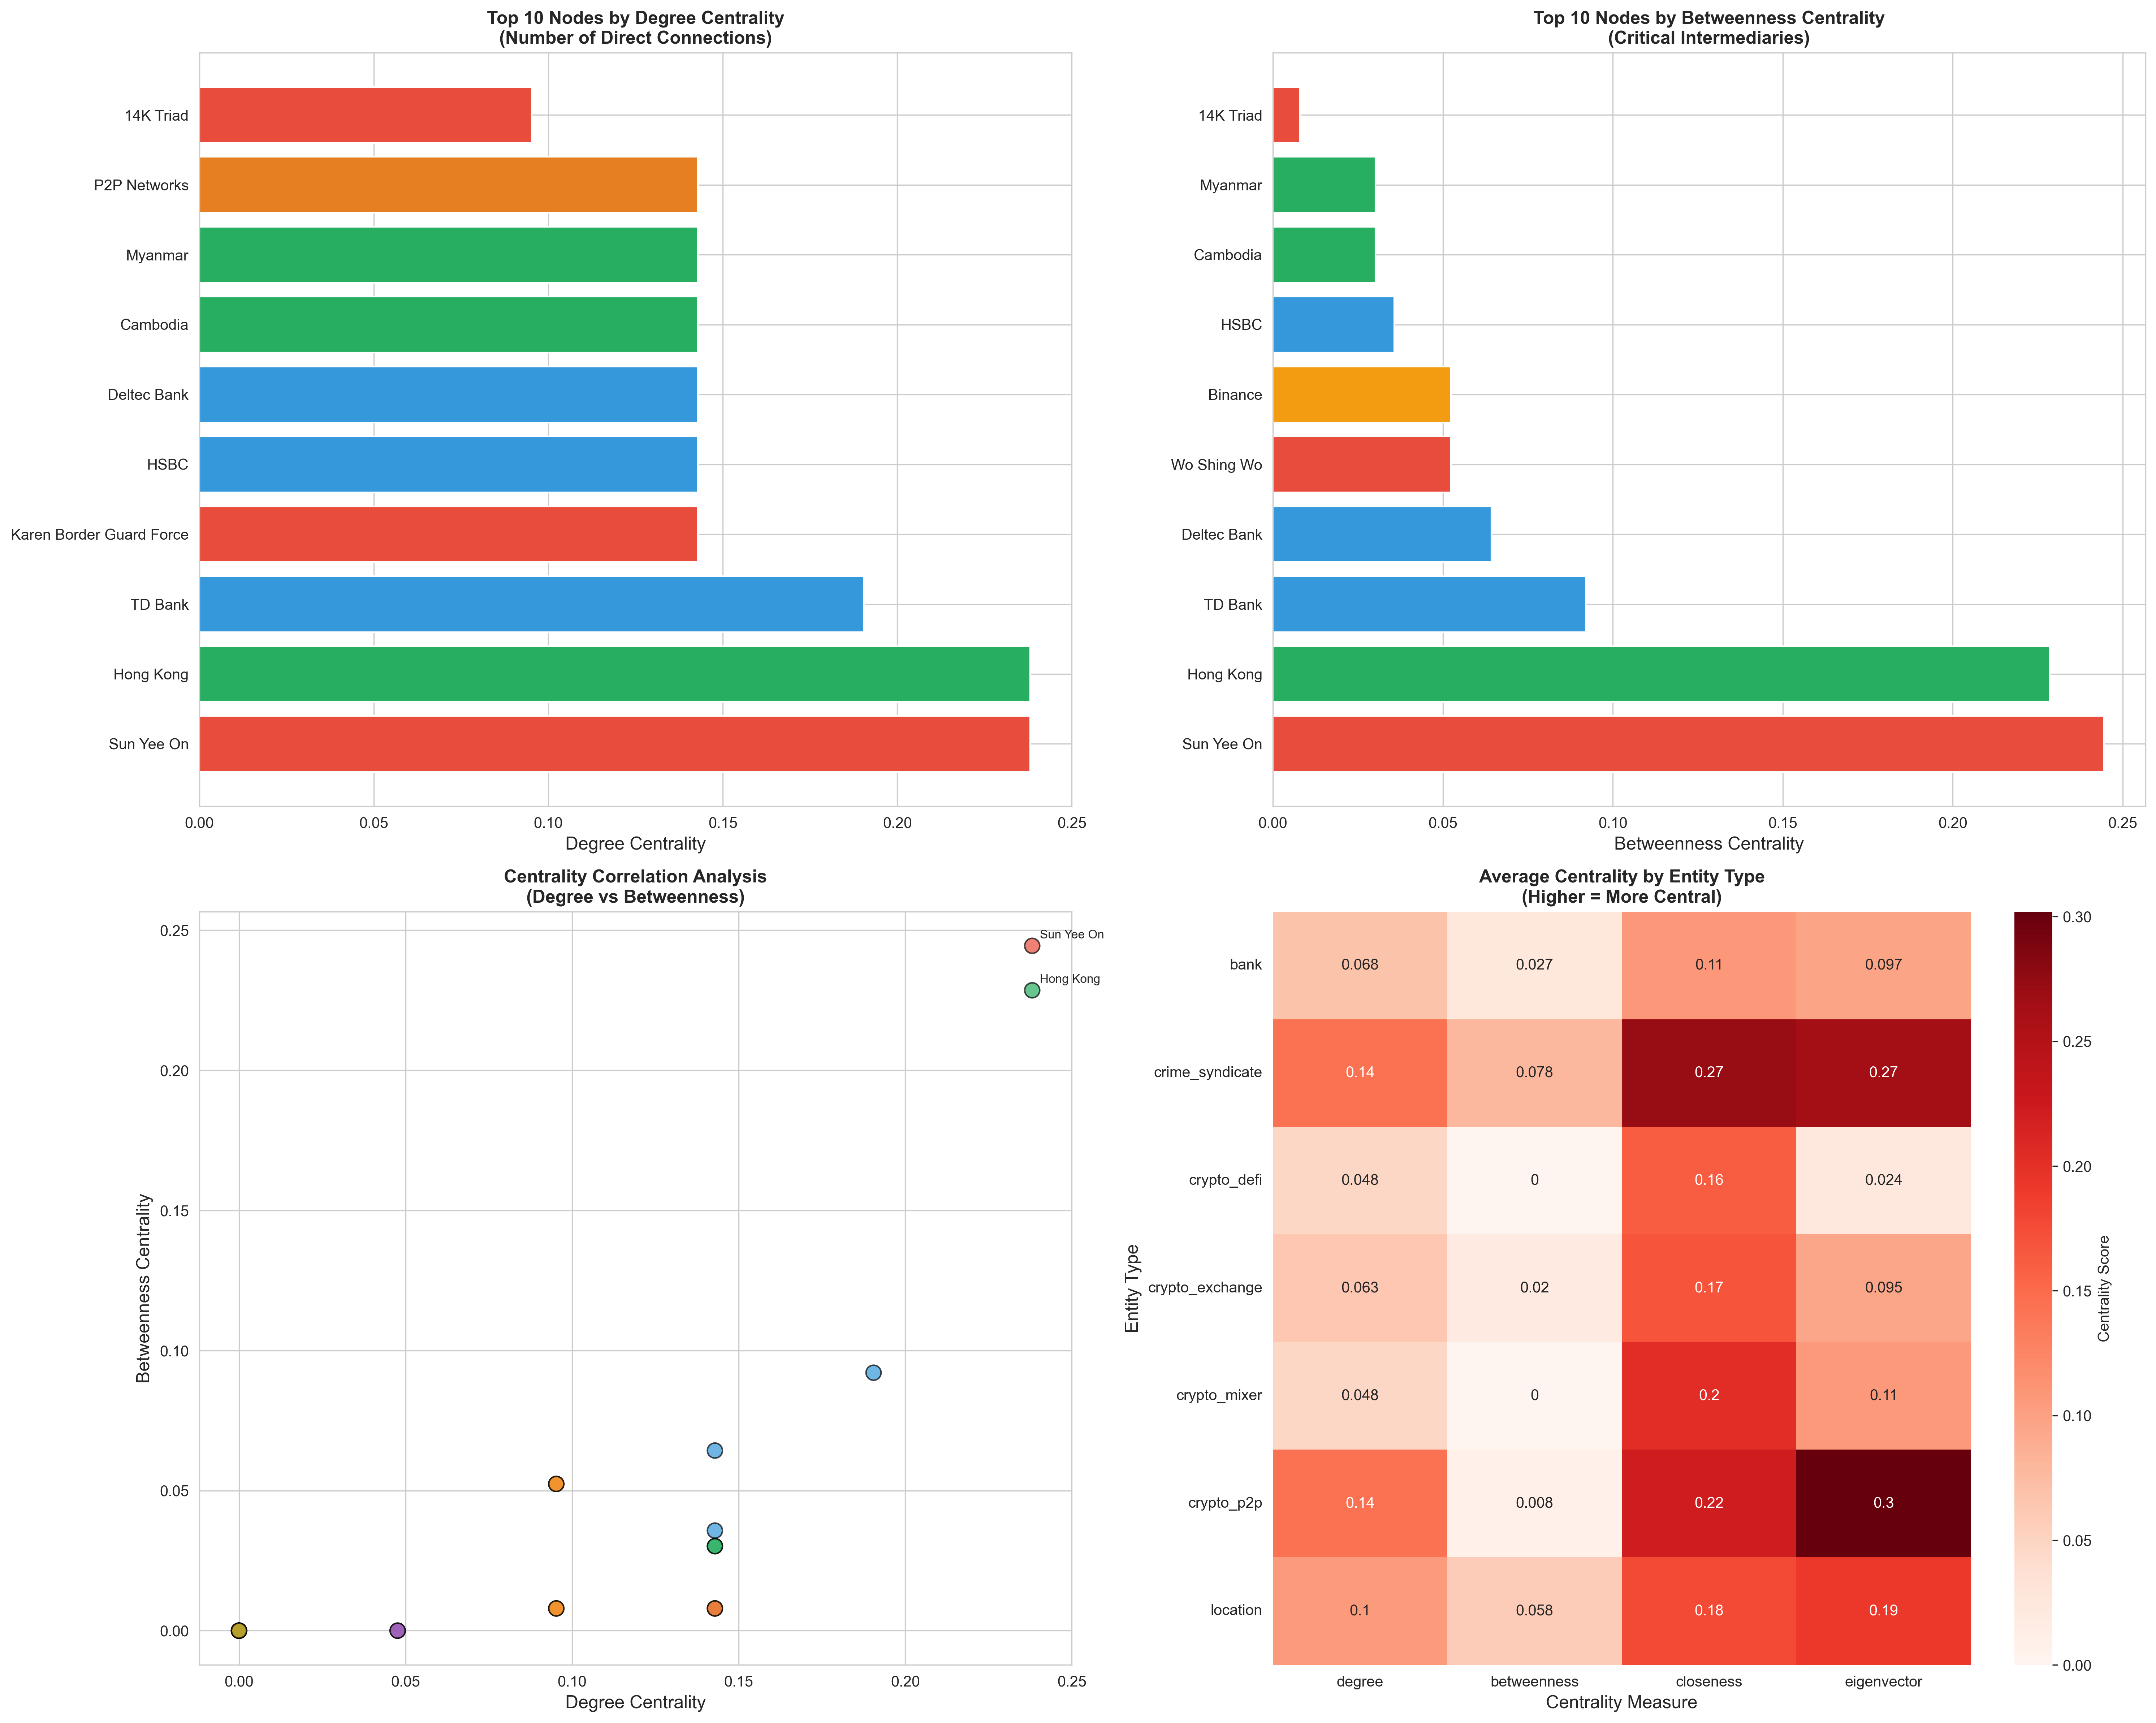 Top 10 Nodes by Degree Centrality
(Number of Direct Connections)
14K Triad
P2P Networks
Myanmar
Cambodia
Deltec Bank
HSBC
Karen Border Guard Force
TD Bank
Hong Kong
Sun Yee On
0.00 0.05 0.10 0.15 0.20 0.25
Degree Centrality
Top 10 Nodes by Betweenness Centrality
(Critical Intermediaries)
14K Triad
Myanmar
Cambodia
HSBC
Binance
Wo Shing Wo
Deltec Bank
TD Bank
Hong Kong
Sun Yee On
0.00 0.05 0.10 0.15 0.20 0.25
Betweenness Centrality
Centrality Correlation Analysis
(Degree vs Betweenness)
Betweenness Centrality
0.25
0.20
0.15
0.10
0.05
0.00
Sun Yee On
Hong Kong
0.00 0.05 0.10 0.15 0.20 0.25
Degree Centrality
Average Centrality by Entity Type
(Higher = More Central)
Entity Type
bank 0.068 0.027 0.11 0.097
crime_syndicate 0.14 0.078 0.27 0.27
crypto_defi 0.048 0 0.16 0.024
crypto_exchange 0.063 0.02 0.17 0.095
crypto_mixer 0.048 0 0.2 0.11
crypto_p2p 0.14 0.008 0.22 0.3
location 0.1 0.058 0.18 0.19
degree betweenness closeness eigenvector
Centrality Measure
0.30
0.25
0.20
0.15
0.10
0.05
0.00
Centrality Score